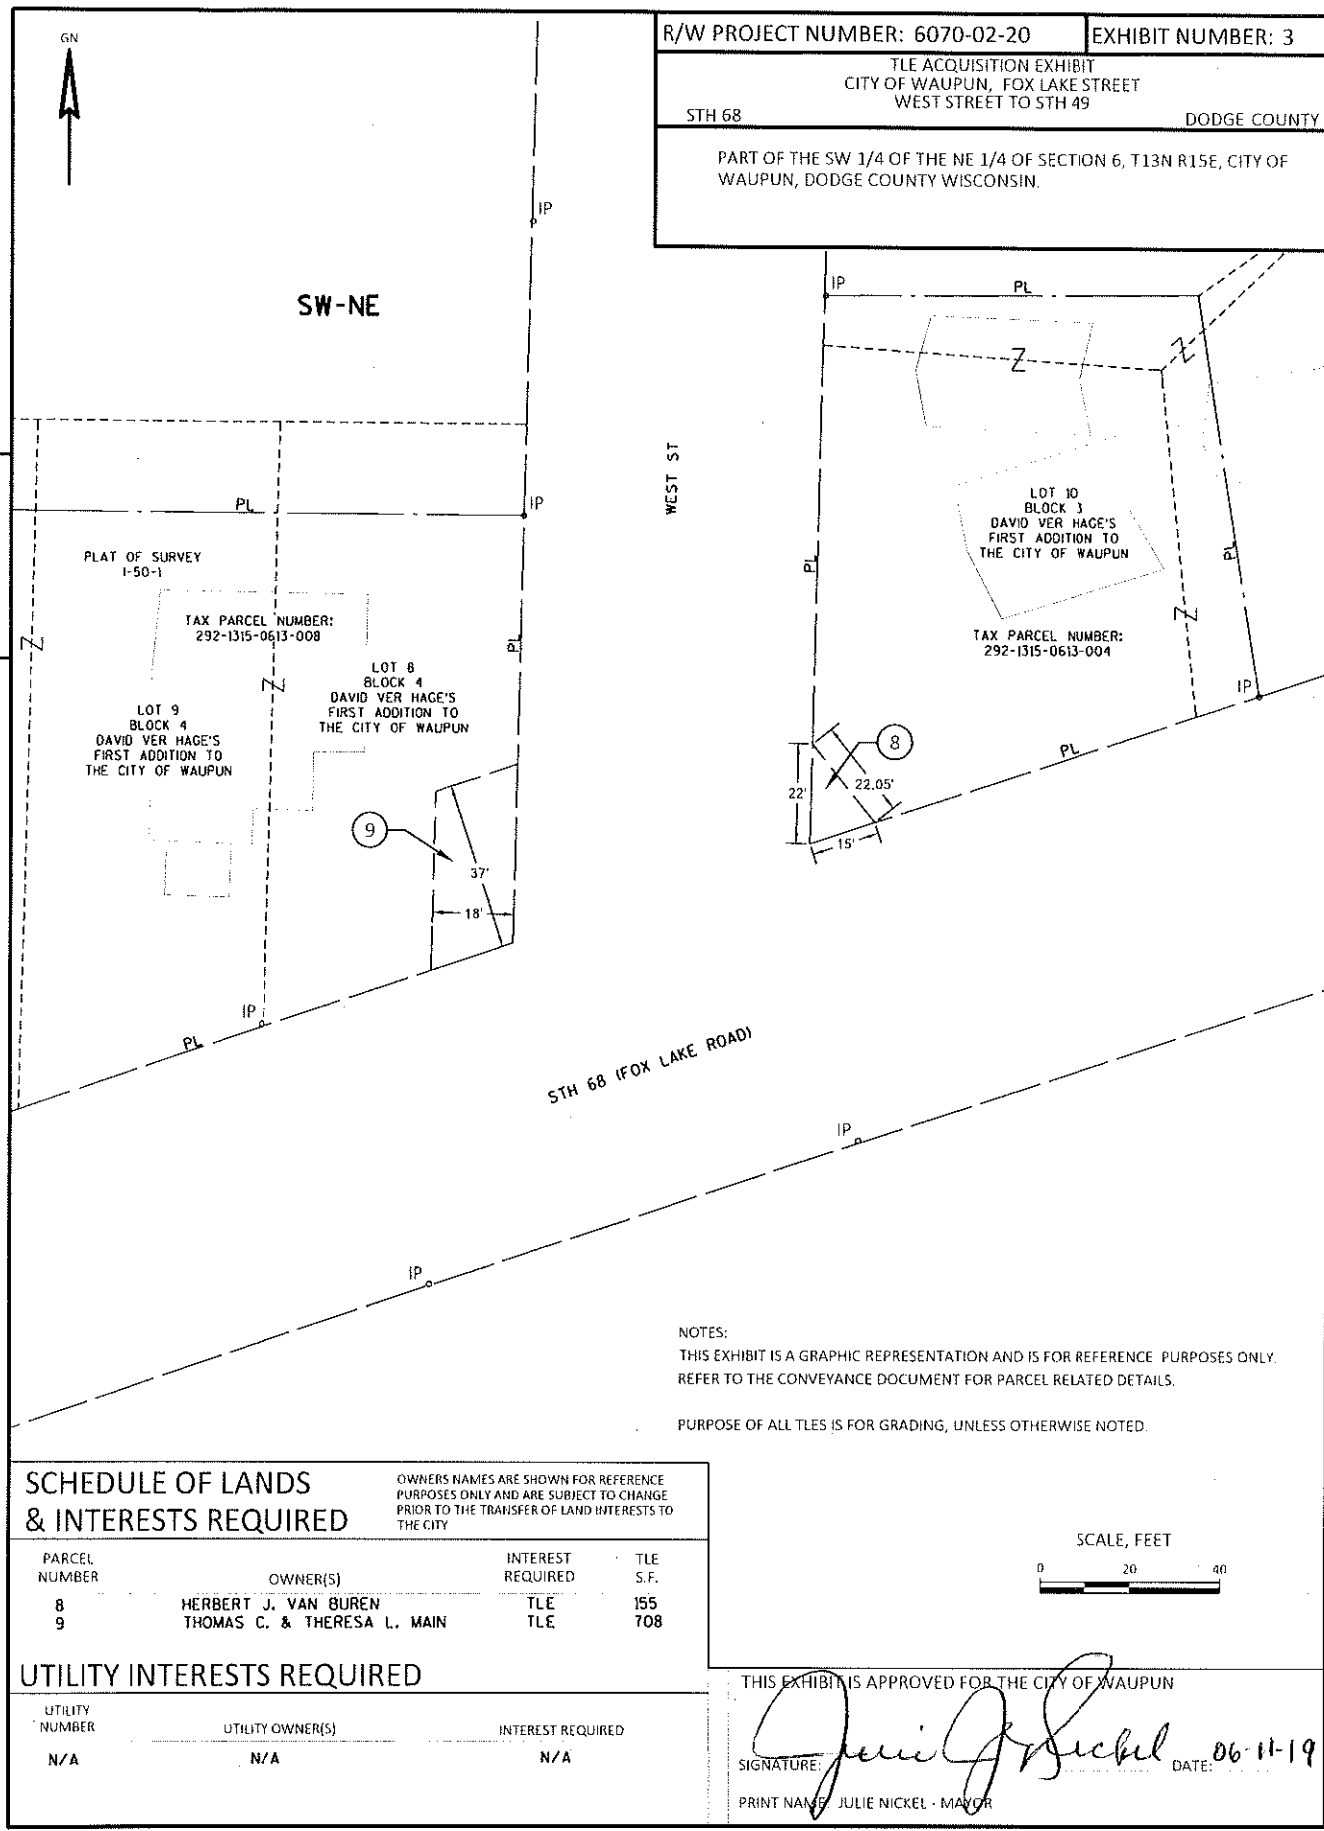 GN
R/W PROJECT NUMBER: 6070-02-20
EXHIBIT NUMBER: 3
TLE ACQUISITION EXHIBIT
CITY OF WAUPUN, FOX LAKE STREET
WEST STREET TO STH 49
STH 68
DODGE COUNTY
PART OF THE SW 1/4 OF THE NE 1/4 OF SECTION 6, T13N R15E, CITY OF
WAUPUN, DODGE COUNTY WISCONSIN.
IP
SW-NE
IP
PL
Z
Z
WEST ST
PL
IP
PLAT OF SURVEY
1-50-1
TAX PARCEL NUMBER:
292-1315-0613-008
Z
PL
Z
LOT 8
BLOCK 4
DAVID VER HAGE'S
FIRST ADDITION TO
THE CITY OF WAUPUN
LOT 9
BLOCK 4
DAVID VER HAGE'S
FIRST ADDITION TO
THE CITY OF WAUPUN
LOT 10
BLOCK 3
DAVID VER HAGE'S
FIRST ADDITION TO
THE CITY OF WAUPUN
PL
PL
Z
TAX PARCEL NUMBER:
292-1315-0613-004
IP
PL
8
22'
22.05'
15'
9
37'
18'
IP
PL
STH 68 (FOX LAKE ROAD)
IP
IP
NOTES:
THIS EXHIBIT IS A GRAPHIC REPRESENTATION AND IS FOR REFERENCE PURPOSES ONLY.
REFER TO THE CONVEYANCE DOCUMENT FOR PARCEL RELATED DETAILS.
PURPOSE OF ALL TLES IS FOR GRADING, UNLESS OTHERWISE NOTED.
SCHEDULE OF LANDS
& INTERESTS REQUIRED
OWNERS NAMES ARE SHOWN FOR REFERENCE
PURPOSES ONLY AND ARE SUBJECT TO CHANGE
PRIOR TO THE TRANSFER OF LAND INTERESTS TO
THE CITY
PARCEL NUMBER OWNER(S) INTEREST REQUIRED TLE S.F.
8 HERBERT J. VAN BUREN TLE 155
9 THOMAS C. & THERESA L. MAIN TLE 708
SCALE, FEET
0 20 40
UTILITY INTERESTS REQUIRED
UTILITY NUMBER UTILITY OWNER(S) INTEREST REQUIRED
N/A N/A N/A
THIS EXHIBIT IS APPROVED FOR THE CITY OF WAUPUN
SIGNATURE: Julie J Nickel DATE: 06-11-19
PRINT NAME: JULIE NICKEL - MAYOR